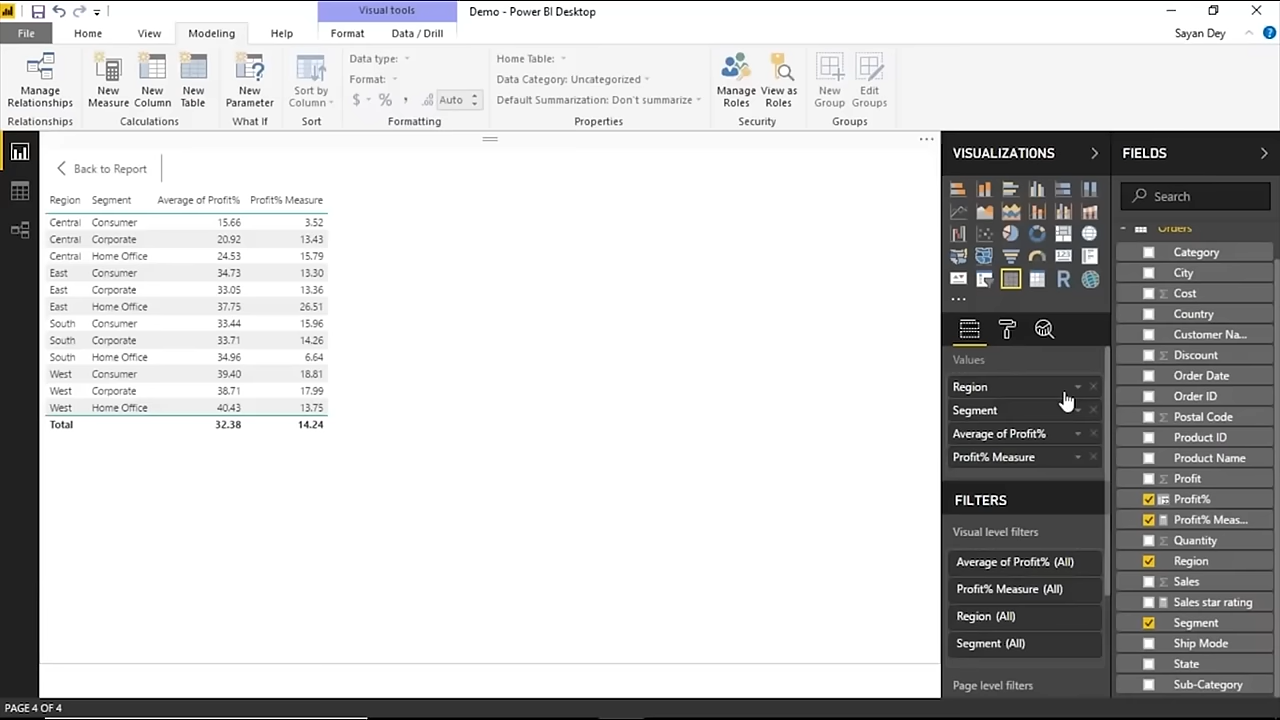 Visual tools
Demo - Power BI Desktop
File
Home
View
Modeling
Help
Format
Data / Drill
Sayan Dey
Manage Relationships
Relationships
New Measure
New Column
New Table
Calculations
New Parameter
What If
Sort by Column
Sort
Data type:
Format:
$ % , .00 Auto
Formatting
Home Table:
Data Category: Uncategorized
Default Summarization: Don't summarize
Properties
Manage Roles
View as Roles
Security
New Group
Edit Groups
Groups
Back to Report
Region Segment Average of Profit% Profit% Measure
Central Consumer 15.66 3.52
Central Corporate 20.92 13.43
Central Home Office 24.53 15.79
East Consumer 34.73 13.30
East Corporate 33.05 13.36
East Home Office 37.75 26.51
South Consumer 33.44 15.96
South Corporate 33.71 14.26
South Home Office 34.96 6.64
West Consumer 39.40 18.81
West Corporate 38.71 17.99
West Home Office 40.43 13.75
Total 32.38 14.24
VISUALIZATIONS
R
Values
Region
Segment
Average of Profit%
Profit% Measure
FILTERS
Visual level filters
Average of Profit% (All)
Profit% Measure (All)
Region (All)
Segment (All)
Page level filters
FIELDS
Search
Orders
Category
City
Cost
Country
Customer Na...
Discount
Order Date
Order ID
Postal Code
Product ID
Product Name
Profit
Profit%
Profit% Meas...
Quantity
Region
Sales
Sales star rating
Segment
Ship Mode
State
Sub-Category
PAGE 4 OF 4